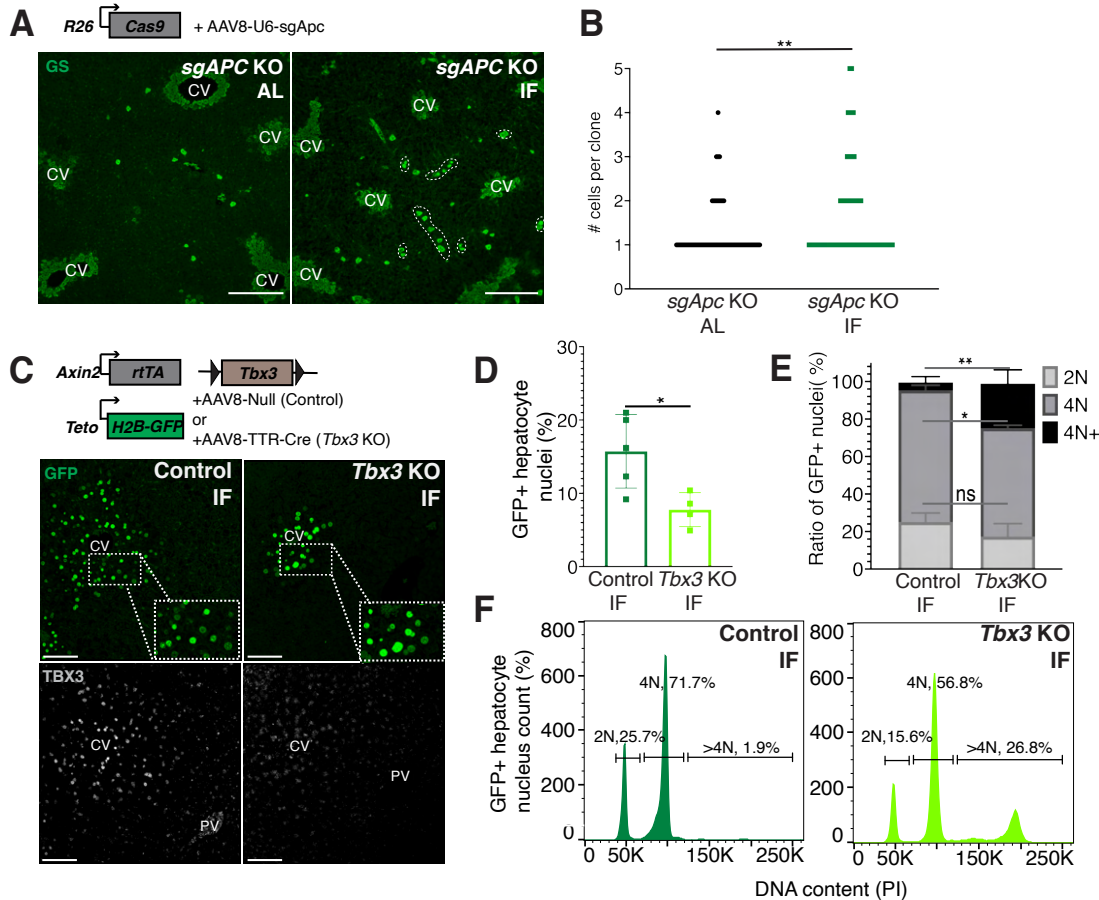 A
R26 Cas9 + AAV8-U6-sgApc
GS
sgAPC KO
AL
CV
CV
CV
CV
CV
sgAPC KO
IF
CV
CV
CV
CV
CV
CV
B
**
# cells per clone
5
4
3
2
1
0
sgApc KO
AL
sgApc KO
IF
C
Axin2 rtTA Tbx3
Teto H2B-GFP
+AAV8-Null (Control)
or
+AAV8-TTR-Cre (Tbx3 KO)
GFP
Control
IF
CV
Tbx3 KO
IF
CV
TBX3
CV
PV
CV
PV
D
GFP+ hepatocyte
nuclei (%)
30
20
10
0
*
Control
IF
Tbx3 KO
IF
E
Ratio of GFP+ nuclei( %)
100
80
60
40
20
0
**
*
ns
2N
4N
4N+
Control
IF
Tbx3KO
IF
F
GFP+ hepatocyte
nucleus count (%)
800
600
400
200
0
Control
IF
4N, 71.7%
2N,25.7%
>4N, 1.9%
0 50K 150K 250K
800
600
400
200
0
Tbx3 KO
IF
4N, 56.8%
2N,15.6%
>4N, 26.8%
0 50K 150K 250K
DNA content (PI)